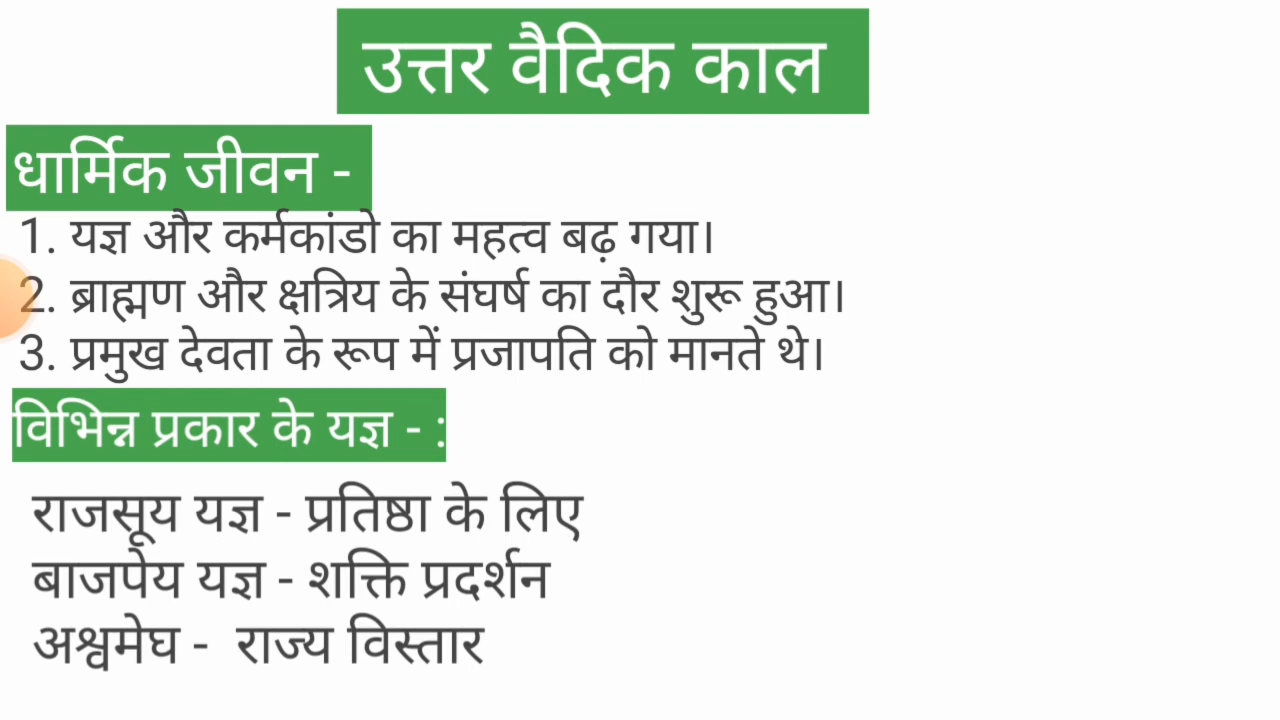 उत्तर वैदिक काल
धार्मिक जीवन -
1. यज्ञ और कर्मकांडो का महत्व बढ़ गया।
2. ब्राह्मण और क्षत्रिय के संघर्ष का दौर शुरू हुआ।
3. प्रमुख देवता के रूप में प्रजापति को मानते थे।
विभिन्न प्रकार के यज्ञ - :
राजसूय यज्ञ - प्रतिष्ठा के लिए
बाजपेय यज्ञ - शक्ति प्रदर्शन
अश्वमेघ - राज्य विस्तार